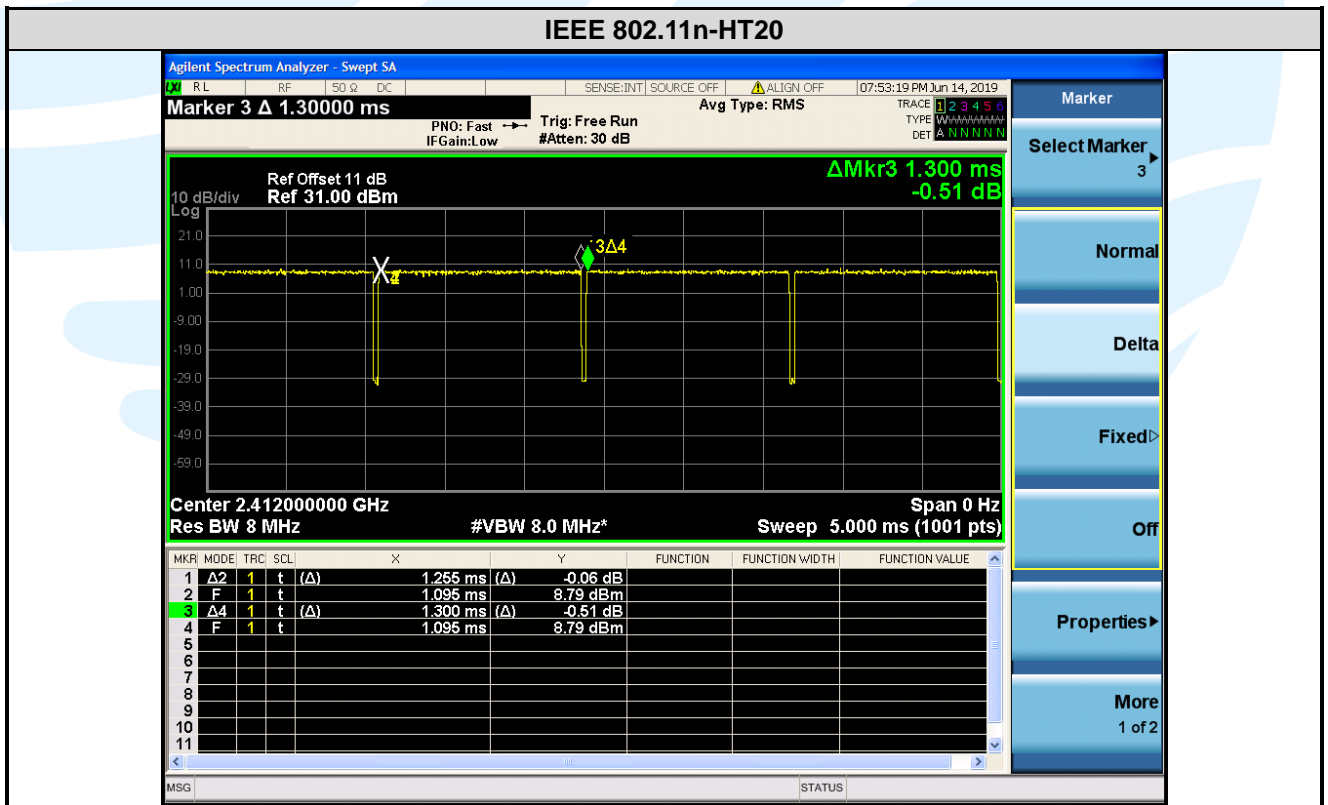 IEEE 802.11n-HT20
Agilent Spectrum Analyzer - Swept SA
LXI RL RF 50 Ω DC SENSE:INT SOURCE OFF ALIGN OFF 07:53:19 PM Jun 14, 2019
Marker 3 Δ 1.30000 ms
PNO: Fast
IFGain:Low
Trig: Free Run
#Atten: 30 dB
Avg Type: RMS
TRACE 1 2 3 4 5 6
TYPE
DET A N N N N N
ΔMkr3 1.300 ms
-0.51 dB
Ref Offset 11 dB
10 dB/div Ref 31.00 dBm
Log
21.0
11.0
1.00
-9.00
-19.0
-29.0
-39.0
-49.0
-59.0
X 4
3Δ4
Center 2.412000000 GHz Span 0 Hz
Res BW 8 MHz #VBW 8.0 MHz* Sweep 5.000 ms (1001 pts)
MKR MODE TRC SCL X Y FUNCTION FUNCTION WIDTH FUNCTION VALUE
1 Δ2 1 t (Δ) 1.255 ms (Δ) -0.06 dB
2 F 1 t 1.095 ms 8.79 dBm
3 Δ4 1 t (Δ) 1.300 ms (Δ) -0.51 dB
4 F 1 t 1.095 ms 8.79 dBm
5
6
7
8
9
10
11
MSG STATUS
Marker
Select Marker
3
Normal
Delta
Fixed
Off
Properties
More
1 of 2